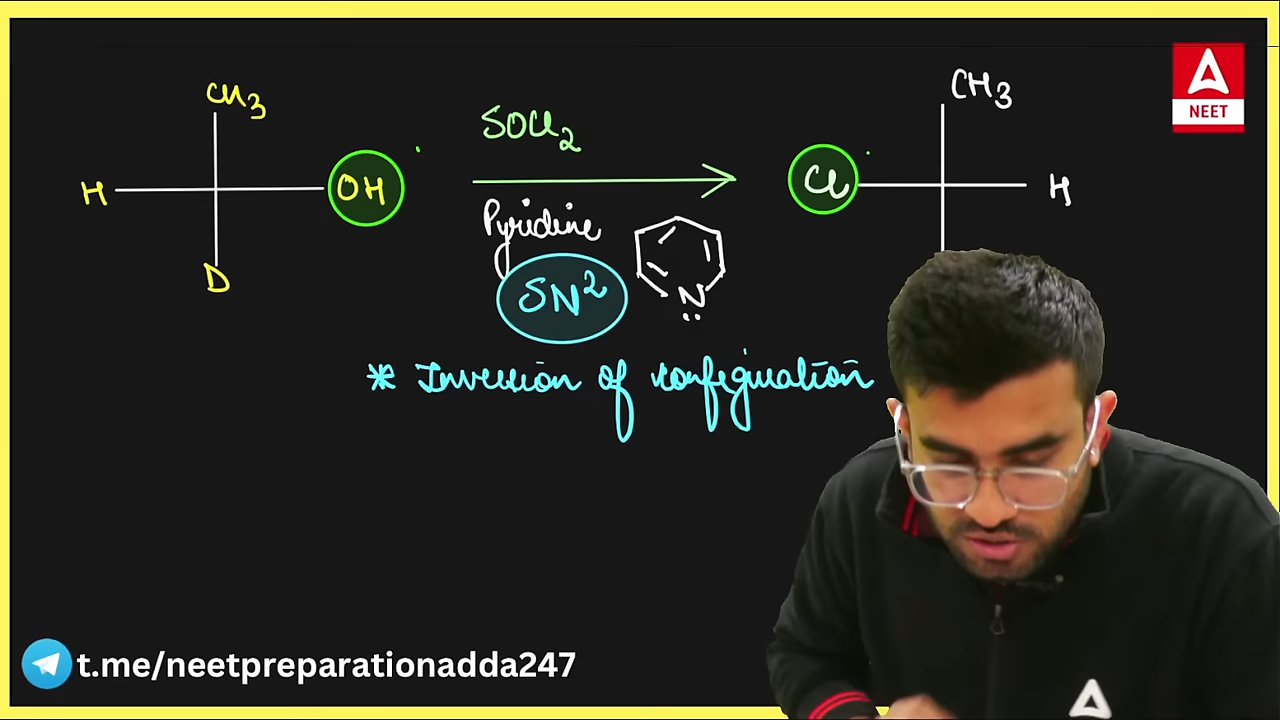 CH3
H
OH
D
SOCl2
Pyridine
SN2
N
CH3
Cl
H
* Inversion of configuration
NEET
t.me/neetpreparationadda247